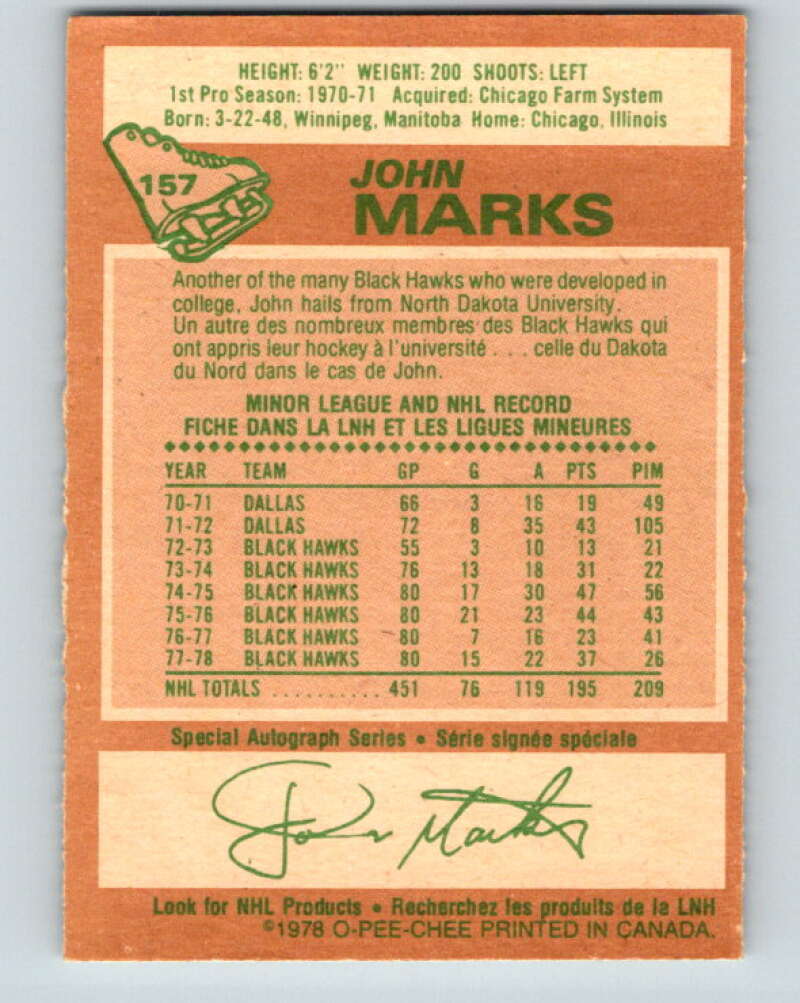 HEIGHT: 6'2" WEIGHT: 200 SHOOTS: LEFT
1st Pro Season: 1970-71 Acquired: Chicago Farm System
Born: 3-22-48, Winnipeg, Manitoba Home: Chicago, Illinois
157
JOHN
MARKS
Another of the many Black Hawks who were developed in
college, John hails from North Dakota University.
Un autre des nombreux membres des Black Hawks qui
ont appris leur hockey à l'université . . . celle du Dakota
du Nord dans le cas de John.
MINOR LEAGUE AND NHL RECORD
FICHE DANS LA LNH ET LES LIGUES MINEURES
YEAR TEAM GP G A PTS PIM
70-71 DALLAS 66 3 16 19 49
71-72 DALLAS 72 8 35 43 105
72-73 BLACK HAWKS 55 3 10 13 21
73-74 BLACK HAWKS 76 13 18 31 22
74-75 BLACK HAWKS 80 17 30 47 56
75-76 BLACK HAWKS 80 21 23 44 43
76-77 BLACK HAWKS 80 7 16 23 41
77-78 BLACK HAWKS 80 15 22 37 26
NHL TOTALS .......... 451 76 119 195 209
Special Autograph Series • Série signée spéciale
John Marks
Look for NHL Products • Recherchez les produits de la LNH
©1978 O-PEE-CHEE PRINTED IN CANADA.